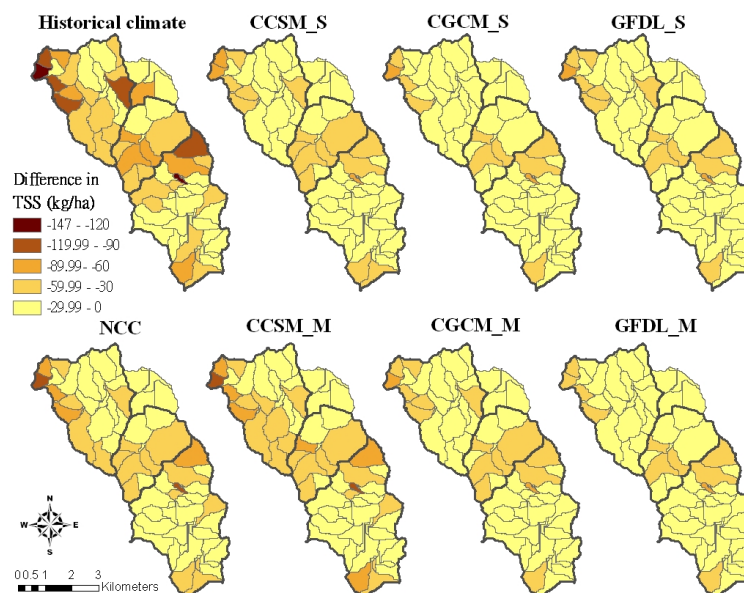 Historical climate
CCSM_S
CGCM_S
GFDL_S
Difference in
TSS (kg/ha)
-147 - -120
-119.99 - -90
-89.99 - -60
-59.99 - -30
-29.99 - 0
NCC
CCSM_M
CGCM_M
GFDL_M
N
W E
S
0 0.5 1 2 3
Kilometers